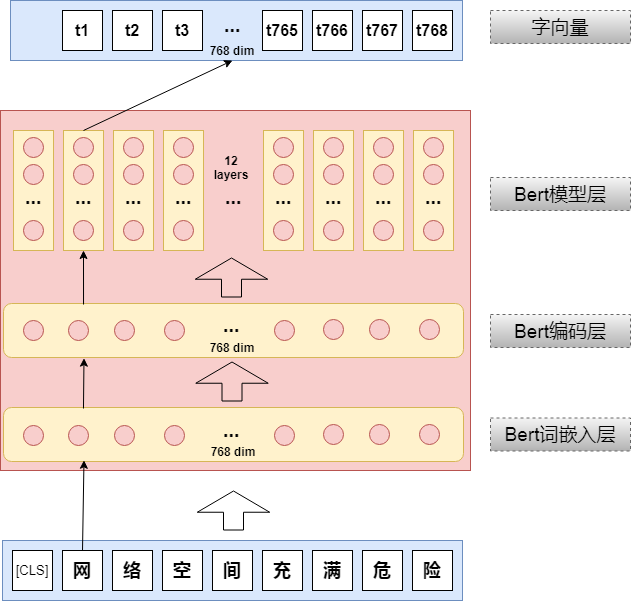 t1 t2 t3 ... t765 t766 t767 t768
768 dim
字向量
12
layers
... ... ... ... ... ... ... ... ...
Bert模型层
...
768 dim
Bert编码层
...
768 dim
Bert词嵌入层
[CLS] 网 络 空 间 充 满 危 险